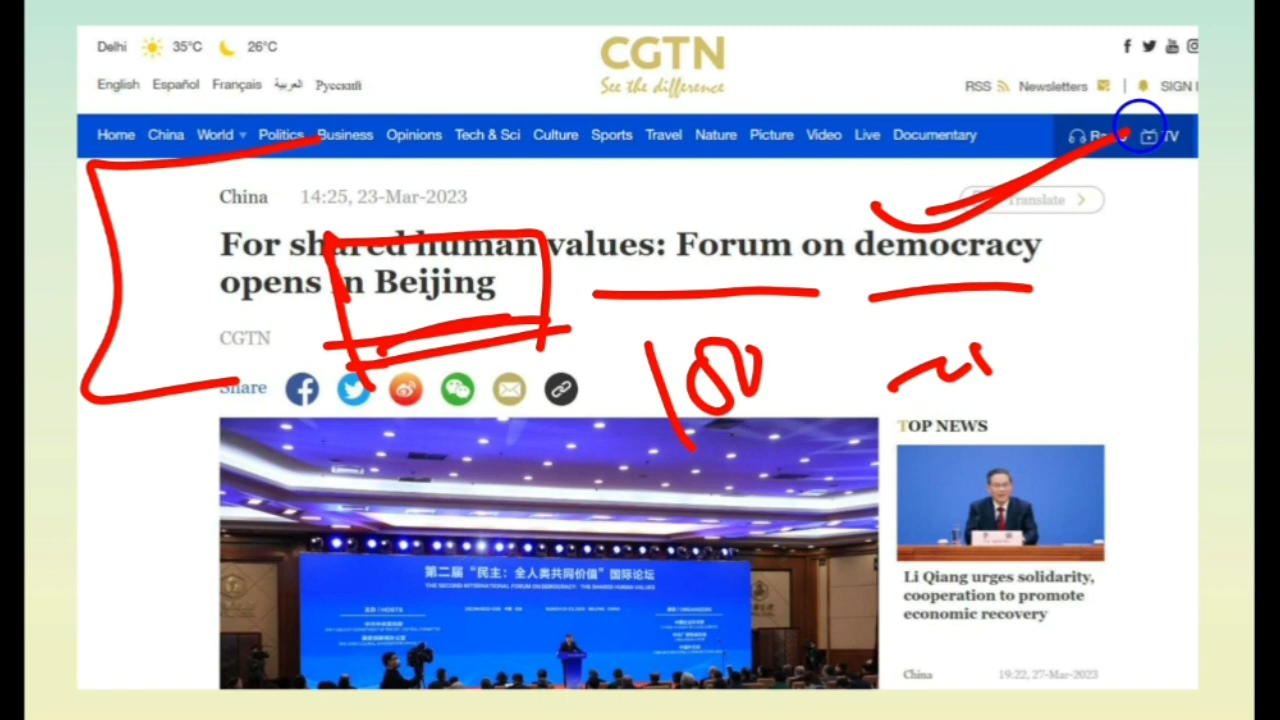 Delhi 35°C 26°C
CGTN
See the difference
English Español Français العربية Русский
RSS Newsletters | SIGN I
Home China World Politics Business Opinions Tech & Sci Culture Sports Travel Nature Picture Video Live Documentary TV
China 14:25, 23-Mar-2023
Translate
For shared human values: Forum on democracy
opens in Beijing
CGTN
Share
100
TOP NEWS
第二届“民主：全人类共同价值”国际论坛
THE SECOND INTERNATIONAL FORUM ON DEMOCRACY: THE SHARED HUMAN VALUES
Li Qiang urges solidarity,
cooperation to promote
economic recovery
China 19:22, 27-Mar-2023